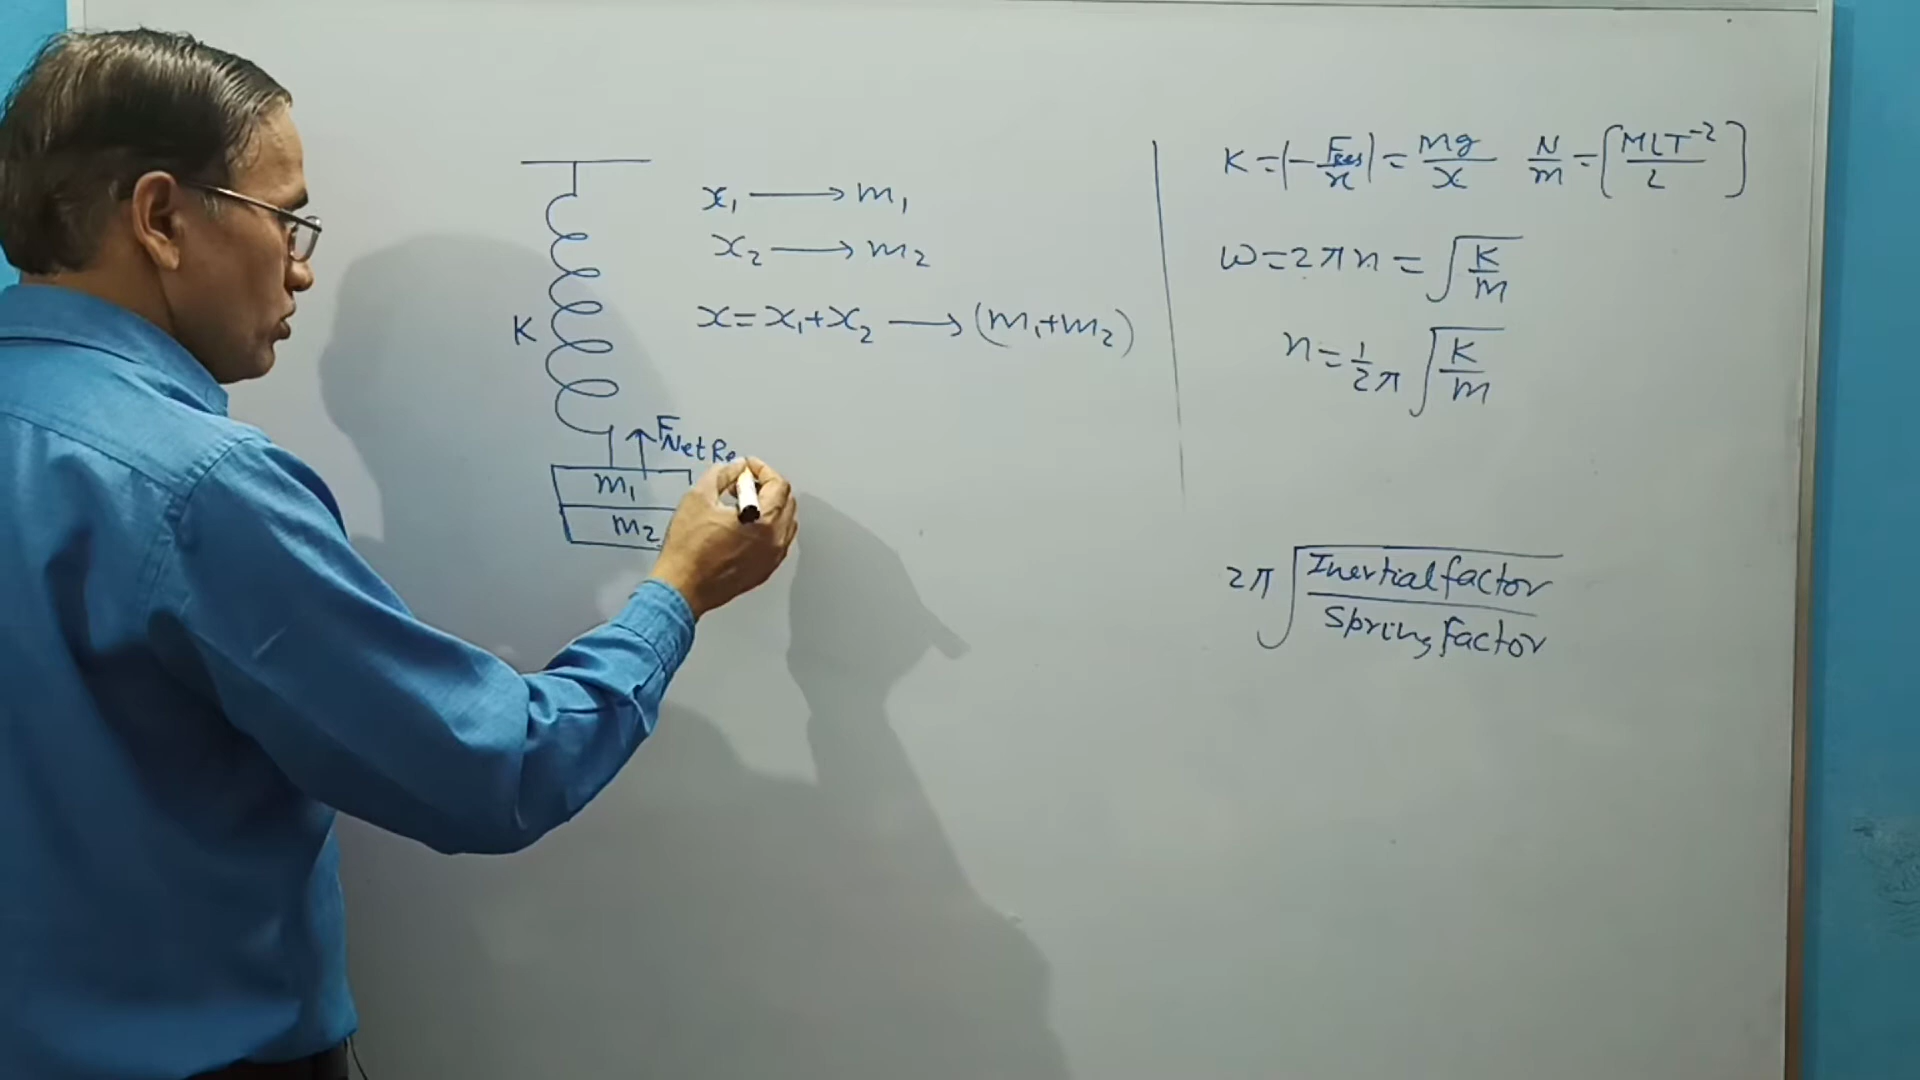 x₁ → m₁
x₂ → m₂
K
x = x₁+x₂ → (m₁+m₂)
F Net Re
m₁
m₂
K = |-Fres/x| = mg/x N/m = [MLT⁻²/L]
ω = 2πn = √(K/m)
n = 1/2π √(K/m)
2π √(Inertial factor/Spring Factor)